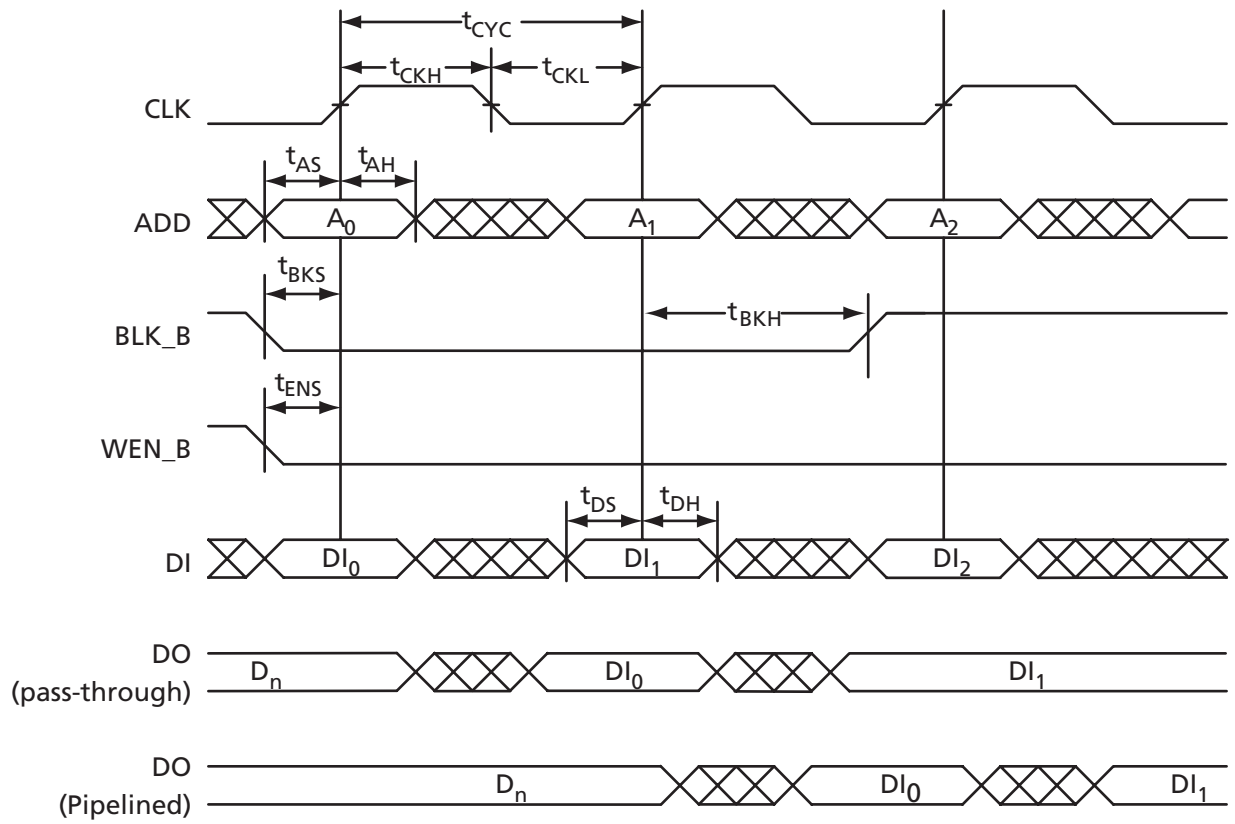 tCYC
tCKH tCKL
CLK
tAS tAH
ADD A0 A1 A2
tBKS
tBKH
BLK_B
tENS
WEN_B
tDS tDH
DI DI0 DI1 DI2
DO
(pass-through) Dn DI0 DI1
DO
(Pipelined) Dn DI0 DI1